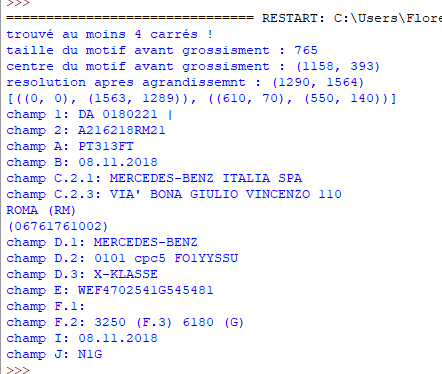 >>>
=============================== RESTART: C:\Users\Flore
trouvé au moins 4 carrés !
taille du motif avant grossisment : 765
centre du motif avant grossisment : (1158, 393)
resolution apres agrandissemnt : (1290, 1564)
[((0, 0), (1563, 1289)), ((610, 70), (550, 140))]
champ 1: DA 0180221 |
champ 2: A216218RM21
champ A: PT313FT
champ B: 08.11.2018
champ C.2.1: MERCEDES-BENZ ITALIA SPA
champ C.2.3: VIA' BONA GIULIO VINCENZO 110
ROMA (RM)
(06761761002)
champ D.1: MERCEDES-BENZ
champ D.2: 0101 cpc5 FO1YYSSU
champ D.3: X-KLASSE
champ E: WEF4702541G545481
champ F.1:
champ F.2: 3250 (F.3) 6180 (G)
champ I: 08.11.2018
champ J: N1G
>>>